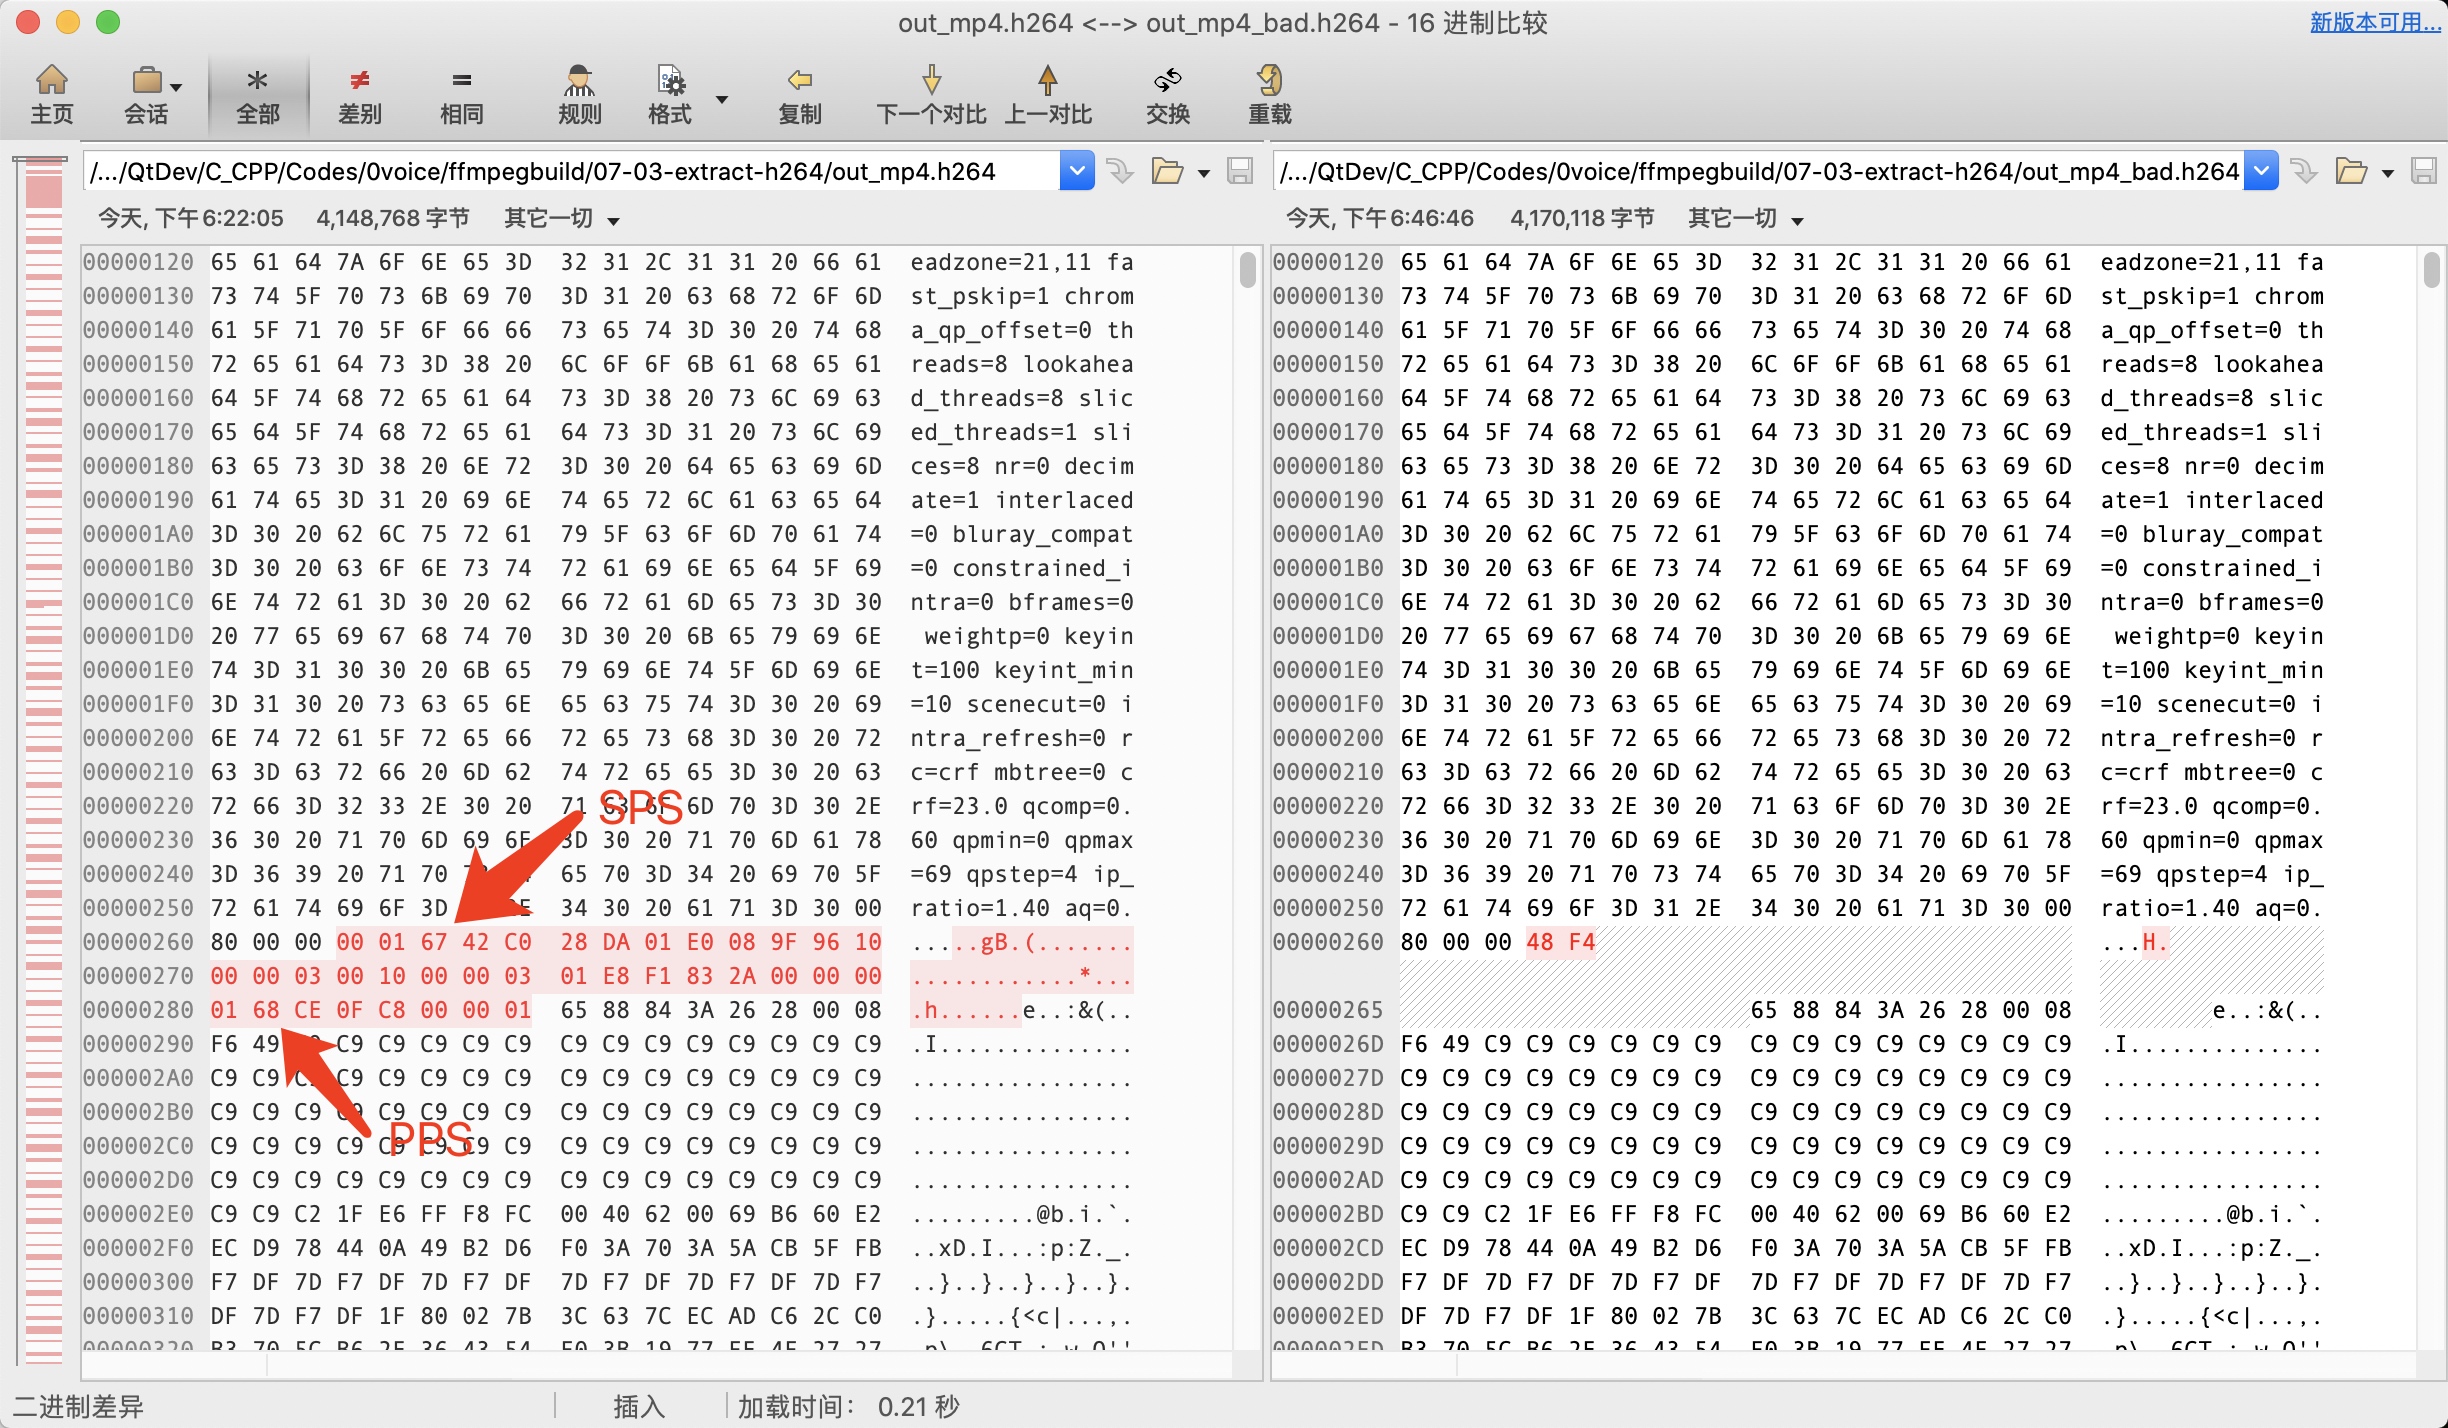 out_mp4.h264 <--> out_mp4_bad.h264 - 16 进制比较
新版本可用...
主页 会话 全部 差别 相同 规则 格式 复制 下一个对比 上一对比 交换 重载
/.../QtDev/C_CPP/Codes/0voice/ffmpegbuild/07-03-extract-h264/out_mp4.h264
/.../QtDev/C_CPP/Codes/0voice/ffmpegbuild/07-03-extract-h264/out_mp4_bad.h264
今天, 下午6:22:05 4,148,768 字节 其它一切
今天, 下午6:46:46 4,170,118 字节 其它一切
00000120 65 61 64 7A 6F 6E 65 3D 32 31 2C 31 31 20 66 61 eadzone=21,11 fa
00000130 73 74 5F 70 73 6B 69 70 3D 31 20 63 68 72 6F 6D st_pskip=1 chrom
00000140 61 5F 71 70 5F 6F 66 66 73 65 74 3D 30 20 74 68 a_qp_offset=0 th
00000150 72 65 61 64 73 3D 38 20 6C 6F 6F 6B 61 68 65 61 reads=8 lookahea
00000160 64 5F 74 68 72 65 61 64 73 3D 38 20 73 6C 69 63 d_threads=8 slic
00000170 65 64 5F 74 68 72 65 61 64 73 3D 31 20 73 6C 69 ed_threads=1 sli
00000180 63 65 73 3D 38 20 6E 72 3D 30 20 64 65 63 69 6D ces=8 nr=0 decim
00000190 61 74 65 3D 31 20 69 6E 74 65 72 6C 61 63 65 64 ate=1 interlaced
000001A0 3D 30 20 62 6C 75 72 61 79 5F 63 6F 6D 70 61 74 =0 bluray_compat
000001B0 3D 30 20 63 6F 6E 73 74 72 61 69 6E 65 64 5F 69 =0 constrained_i
000001C0 6E 74 72 61 3D 30 20 62 66 72 61 6D 65 73 3D 30 ntra=0 bframes=0
000001D0 20 77 65 69 67 68 74 70 3D 30 20 6B 65 79 69 6E weightp=0 keyin
000001E0 74 3D 31 30 30 20 6B 65 79 69 6E 74 5F 6D 69 6E t=100 keyint_min
000001F0 3D 31 30 20 73 63 65 6E 65 63 75 74 3D 30 20 69 =10 scenecut=0 i
00000200 6E 74 72 61 5F 72 65 66 72 65 73 68 3D 30 20 72 ntra_refresh=0 r
00000210 63 3D 63 72 66 20 6D 62 74 72 65 65 3D 30 20 63 c=crf mbtree=0 c
00000220 72 66 3D 32 33 2E 30 20 71 63 6F 6D 70 3D 30 2E rf=23.0 qcomp=0.
SPS
00000230 36 30 20 71 70 6D 69 6E 3D 30 20 71 70 6D 61 78 60 qpmin=0 qpmax
00000240 3D 36 39 20 71 70 65 70 3D 34 20 69 70 5F =69 qpstep=4 ip_
00000250 72 61 74 69 6F 3D 34 30 20 61 71 3D 30 00 ratio=1.40 aq=0.
00000260 80 00 00 00 01 67 42 C0 28 DA 01 E0 08 9F 96 10 .....gB.(.......
00000270 00 00 03 00 10 00 00 03 01 E8 F1 83 2A 00 00 00 ............*...
00000280 01 68 CE 0F C8 00 00 01 65 88 84 3A 26 28 00 08 .h......e..:&(..
00000290 F6 49 C9 C9 C9 C9 C9 C9 C9 C9 C9 C9 C9 C9 .I..............
000002A0 C9 C9 C9 C9 C9 C9 C9 C9 C9 C9 C9 C9 C9 C9 C9 ................
000002B0 C9 C9 C9 C9 C9 C9 C9 C9 C9 C9 C9 C9 C9 C9 C9 C9 ................
000002C0 C9 C9 C9 C9 C9 C9 C9 C9 C9 C9 C9 C9 C9 C9 C9 C9 ................
PPS
000002D0 C9 C9 C9 C9 C9 C9 C9 C9 C9 C9 C9 C9 C9 C9 C9 C9 ................
000002E0 C9 C9 C2 1F E6 FF F8 FC 00 40 62 00 69 B6 60 E2 .........@b.i.`.
000002F0 EC D9 78 44 0A 49 B2 D6 F0 3A 70 3A 5A CB 5F FB ..xD.I...:p:Z._.
00000300 F7 DF 7D F7 DF 7D F7 DF 7D F7 DF 7D F7 DF 7D F7 ..}..}..}..}..}.
00000310 DF 7D F7 DF 1F 80 02 7B 3C 63 7C EC AD C6 2C C0 .}.....{<c|...,.
00000120 65 61 64 7A 6F 6E 65 3D 32 31 2C 31 31 20 66 61 eadzone=21,11 fa
00000130 73 74 5F 70 73 6B 69 70 3D 31 20 63 68 72 6F 6D st_pskip=1 chrom
00000140 61 5F 71 70 5F 6F 66 66 73 65 74 3D 30 20 74 68 a_qp_offset=0 th
00000150 72 65 61 64 73 3D 38 20 6C 6F 6F 6B 61 68 65 61 reads=8 lookahea
00000160 64 5F 74 68 72 65 61 64 73 3D 38 20 73 6C 69 63 d_threads=8 slic
00000170 65 64 5F 74 68 72 65 61 64 73 3D 31 20 73 6C 69 ed_threads=1 sli
00000180 63 65 73 3D 38 20 6E 72 3D 30 20 64 65 63 69 6D ces=8 nr=0 decim
00000190 61 74 65 3D 31 20 69 6E 74 65 72 6C 61 63 65 64 ate=1 interlaced
000001A0 3D 30 20 62 6C 75 72 61 79 5F 63 6F 6D 70 61 74 =0 bluray_compat
000001B0 3D 30 20 63 6F 6E 73 74 72 61 69 6E 65 64 5F 69 =0 constrained_i
000001C0 6E 74 72 61 3D 30 20 62 66 72 61 6D 65 73 3D 30 ntra=0 bframes=0
000001D0 20 77 65 69 67 68 74 70 3D 30 20 6B 65 79 69 6E weightp=0 keyin
000001E0 74 3D 31 30 30 20 6B 65 79 69 6E 74 5F 6D 69 6E t=100 keyint_min
000001F0 3D 31 30 20 73 63 65 6E 65 63 75 74 3D 30 20 69 =10 scenecut=0 i
00000200 6E 74 72 61 5F 72 65 66 72 65 73 68 3D 30 20 72 ntra_refresh=0 r
00000210 63 3D 63 72 66 20 6D 62 74 72 65 65 3D 30 20 63 c=crf mbtree=0 c
00000220 72 66 3D 32 33 2E 30 20 71 63 6F 6D 70 3D 30 2E rf=23.0 qcomp=0.
00000230 36 30 20 71 70 6D 69 6E 3D 30 20 71 70 6D 61 78 60 qpmin=0 qpmax
00000240 3D 36 39 20 71 70 73 74 65 70 3D 34 20 69 70 5F =69 qpstep=4 ip_
00000250 72 61 74 69 6F 3D 31 2E 34 30 20 61 71 3D 30 00 ratio=1.40 aq=0.
00000260 80 00 00 48 F4 ...H.
00000265 65 88 84 3A 26 28 00 08 e..:&(..
0000026D F6 49 C9 C9 C9 C9 C9 C9 C9 C9 C9 C9 C9 C9 C9 C9 .I..............
0000027D C9 C9 C9 C9 C9 C9 C9 C9 C9 C9 C9 C9 C9 C9 C9 C9 ................
0000028D C9 C9 C9 C9 C9 C9 C9 C9 C9 C9 C9 C9 C9 C9 C9 C9 ................
0000029D C9 C9 C9 C9 C9 C9 C9 C9 C9 C9 C9 C9 C9 C9 C9 C9 ................
000002AD C9 C9 C9 C9 C9 C9 C9 C9 C9 C9 C9 C9 C9 C9 C9 C9 ................
000002BD C9 C9 C2 1F E6 FF F8 FC 00 40 62 00 69 B6 60 E2 .........@b.i.`.
000002CD EC D9 78 44 0A 49 B2 D6 F0 3A 70 3A 5A CB 5F FB ..xD.I...:p:Z._.
000002DD F7 DF 7D F7 DF 7D F7 DF 7D F7 DF 7D F7 DF 7D F7 ..}..}..}..}..}.
000002ED DF 7D F7 DF 1F 80 02 7B 3C 63 7C EC AD C6 2C C0 .}.....{<c|...,.
二进制差异 插入 加载时间： 0.21 秒